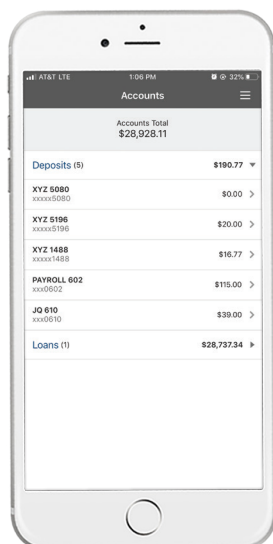 AT&T LTE 1:06 PM 32%
Accounts
Accounts Total
$28,928.11
Deposits (5) $190.77
XYZ 5080 $0.00
xxxxx5080
XYZ 5196 $20.00
xxxxx5196
XYZ 1488 $16.77
xxxxx1488
PAYROLL 602 $115.00
xxx0602
JQ 610 $39.00
xxx0610
Loans (1) $28,737.34